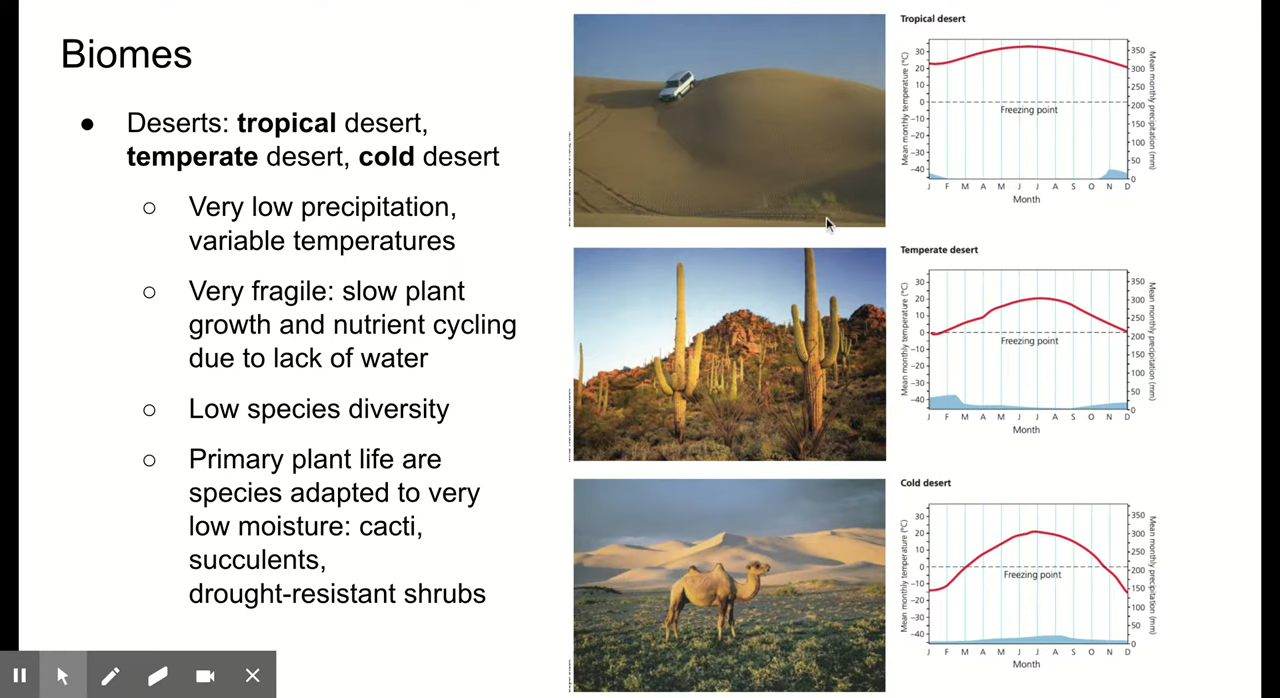 Biomes
● Deserts: tropical desert,
temperate desert, cold desert
○ Very low precipitation,
variable temperatures
○ Very fragile: slow plant
growth and nutrient cycling
due to lack of water
○ Low species diversity
○ Primary plant life are
species adapted to very
low moisture: cacti,
succulents,
drought-resistant shrubs
Tropical desert
Mean monthly temperature (°C)
30
20
10
0
−10
−20
−30
−40
Freezing point
350
300
250
200
150
100
50
0
Mean monthly precipitation (mm)
J F M A M J J A S O N D
Month
Temperate desert
Mean monthly temperature (°C)
30
20
10
0
−10
−20
−30
−40
Freezing point
350
300
250
200
150
100
50
0
Mean monthly precipitation (mm)
J F M A M J J A S O N D
Month
Cold desert
Mean monthly temperature (°C)
30
20
10
0
−10
−20
−30
−40
Freezing point
350
300
250
200
150
100
50
0
Mean monthly precipitation (mm)
J F M A M J J A S O N D
Month